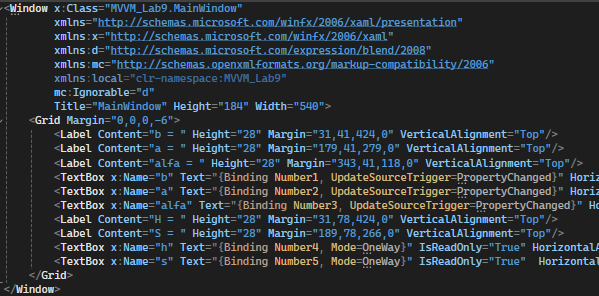 <Window x:Class="MVVM_Lab9.MainWindow"
xmlns="http://schemas.microsoft.com/winfx/2006/xaml/presentation"
xmlns:x="http://schemas.microsoft.com/winfx/2006/xaml"
xmlns:d="http://schemas.microsoft.com/expression/blend/2008"
xmlns:mc="http://schemas.openxmlformats.org/markup-compatibility/2006"
xmlns:local="clr-namespace:MVVM_Lab9"
mc:Ignorable="d"
Title="MainWindow" Height="184" Width="540">
<Grid Margin="0,0,0,-6">
<Label Content="b = " Height="28" Margin="31,41,424,0" VerticalAlignment="Top"/>
<Label Content="a = " Height="28" Margin="179,41,279,0" VerticalAlignment="Top"/>
<Label Content="alfa = " Height="28" Margin="343,41,118,0" VerticalAlignment="Top"/>
<TextBox x:Name="b" Text="{Binding Number1, UpdateSourceTrigger=PropertyChanged}" Horiz
<TextBox x:Name="a" Text="{Binding Number2, UpdateSourceTrigger=PropertyChanged}" Horiz
<TextBox x:Name="alfa" Text="{Binding Number3, UpdateSourceTrigger=PropertyChanged}" Ho
<Label Content="H = " Height="28" Margin="31,78,424,0" VerticalAlignment="Top"/>
<Label Content="S = " Height="28" Margin="189,78,266,0" VerticalAlignment="Top"/>
<TextBox x:Name="h" Text="{Binding Number4, Mode=OneWay}" IsReadOnly="True" HorizontalA
<TextBox x:Name="s" Text="{Binding Number5, Mode=OneWay}" IsReadOnly="True"  Horizontal
</Grid>
</Window>